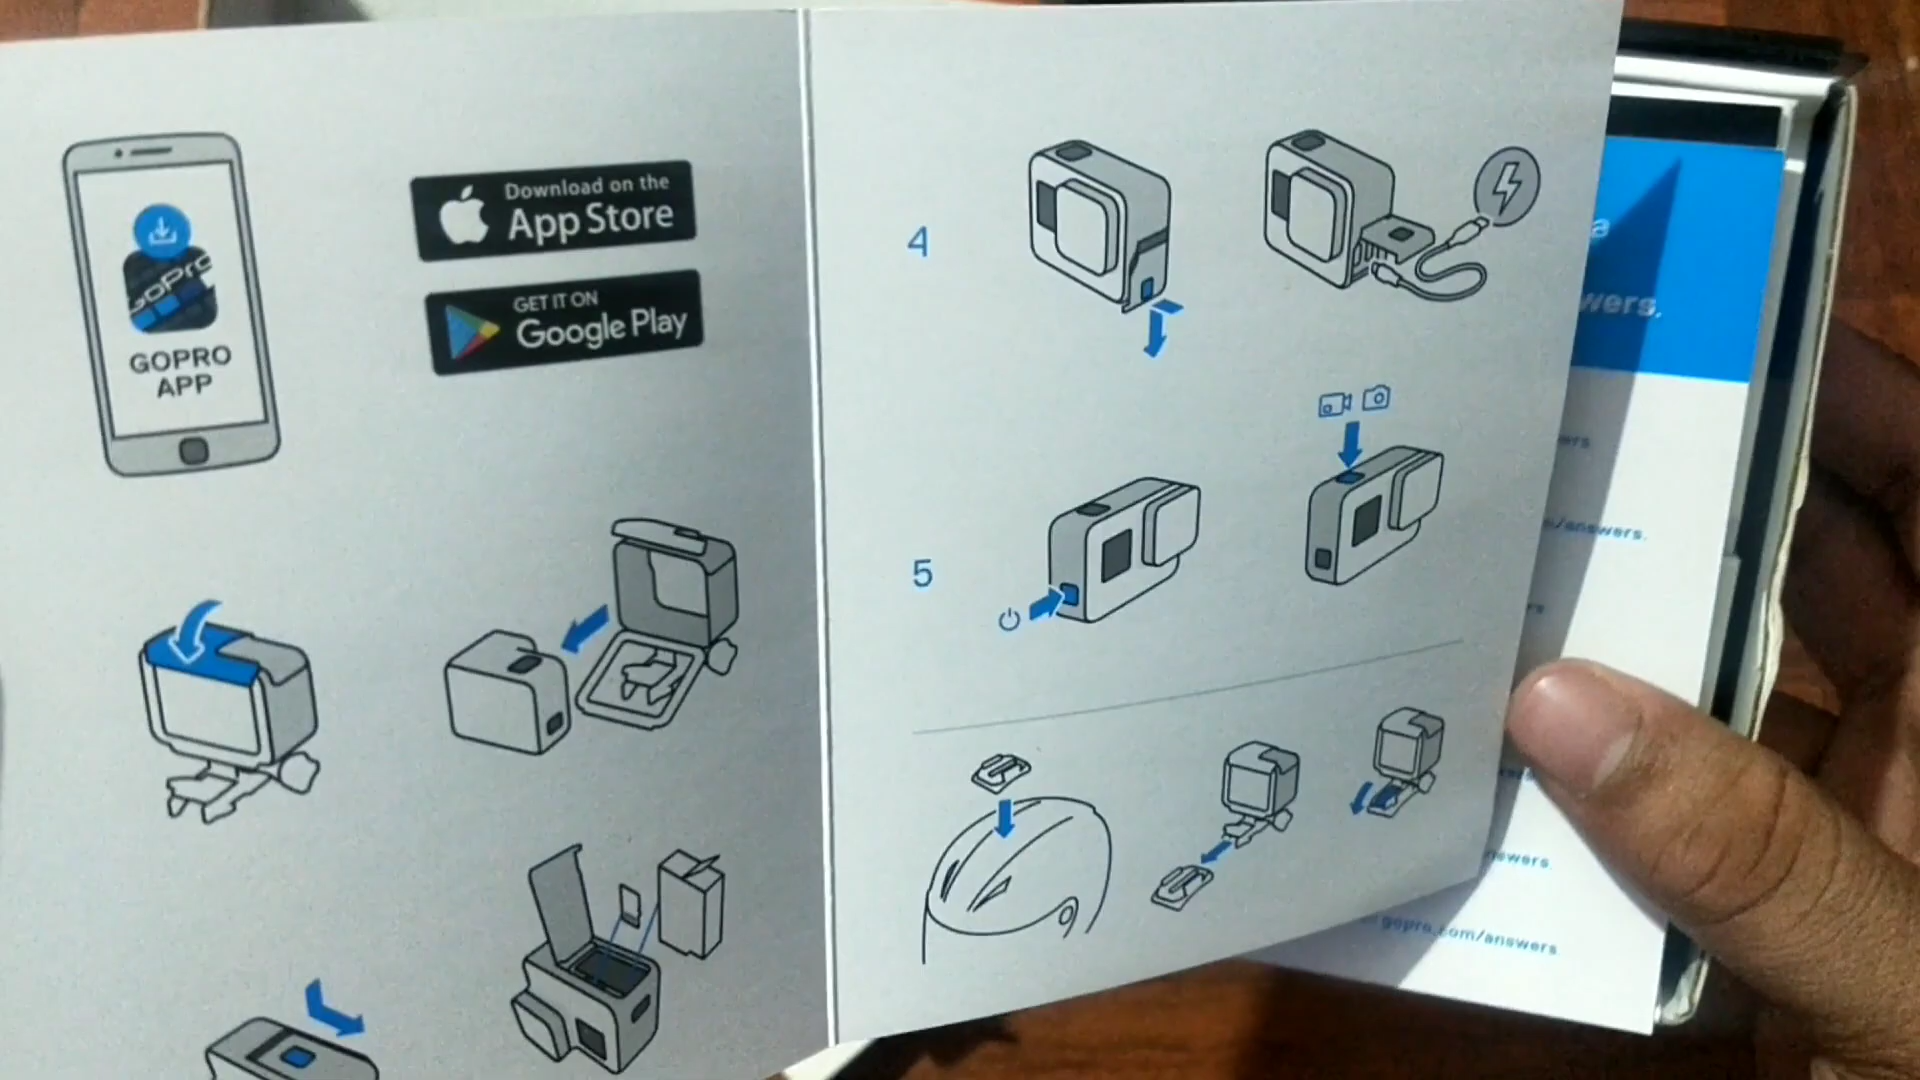 GoPro
GOPRO
APP
Download on the
App Store
GET IT ON
Google Play
4
5
wers.
/answers.
gopro.com/answers